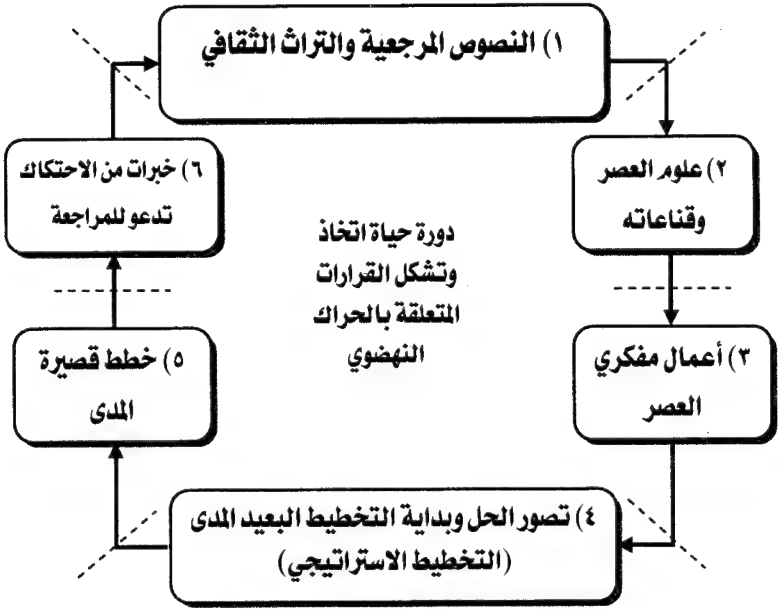 ١) النصوص المرجعية والتراث الثقافي
٢) علوم العصر
وقناعاته
٣) أعمال مفكري
العصر
٤) تصور الحل وبداية التخطيط البعيد المدى
(التخطيط الاستراتيجي)
٥) خطط قصيرة
المدى
٦) خبرات من الاحتكاك
تدعو للمراجعة
دورة حياة اتخاذ
وتشكل القرارات
المتعلقة بالحراك
النهضوي